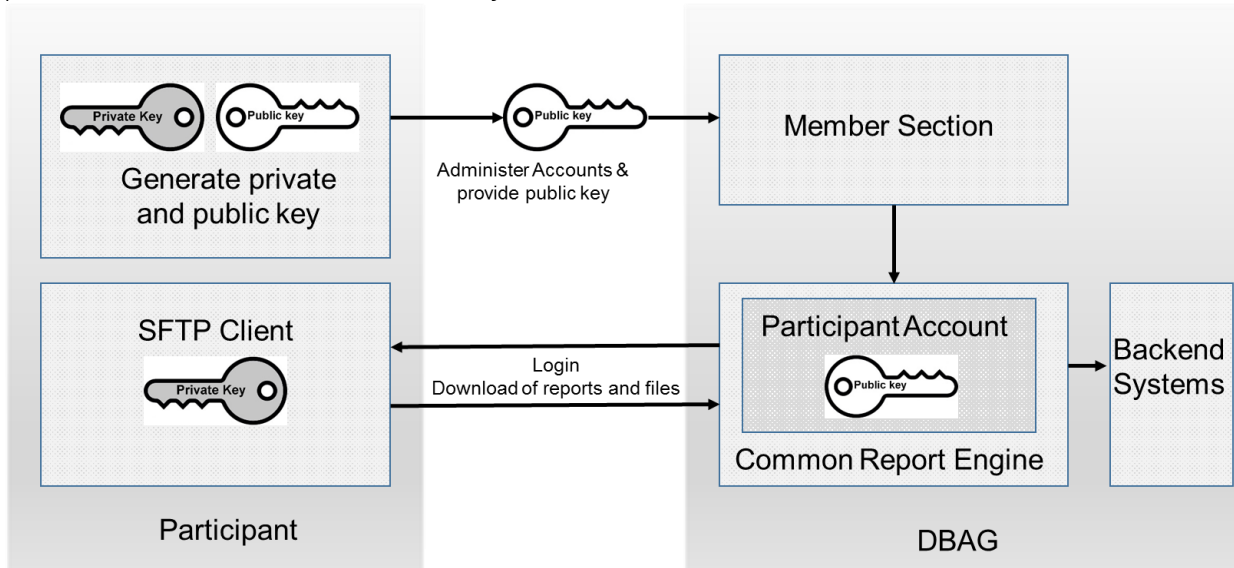 Private Key
Public key
Generate private
and public key
Public key
Administer Accounts &
provide public key
Member Section
SFTP Client
Private Key
Login
Download of reports and files
Participant Account
Public key
Common Report Engine
Backend
Systems
Participant
DBAG